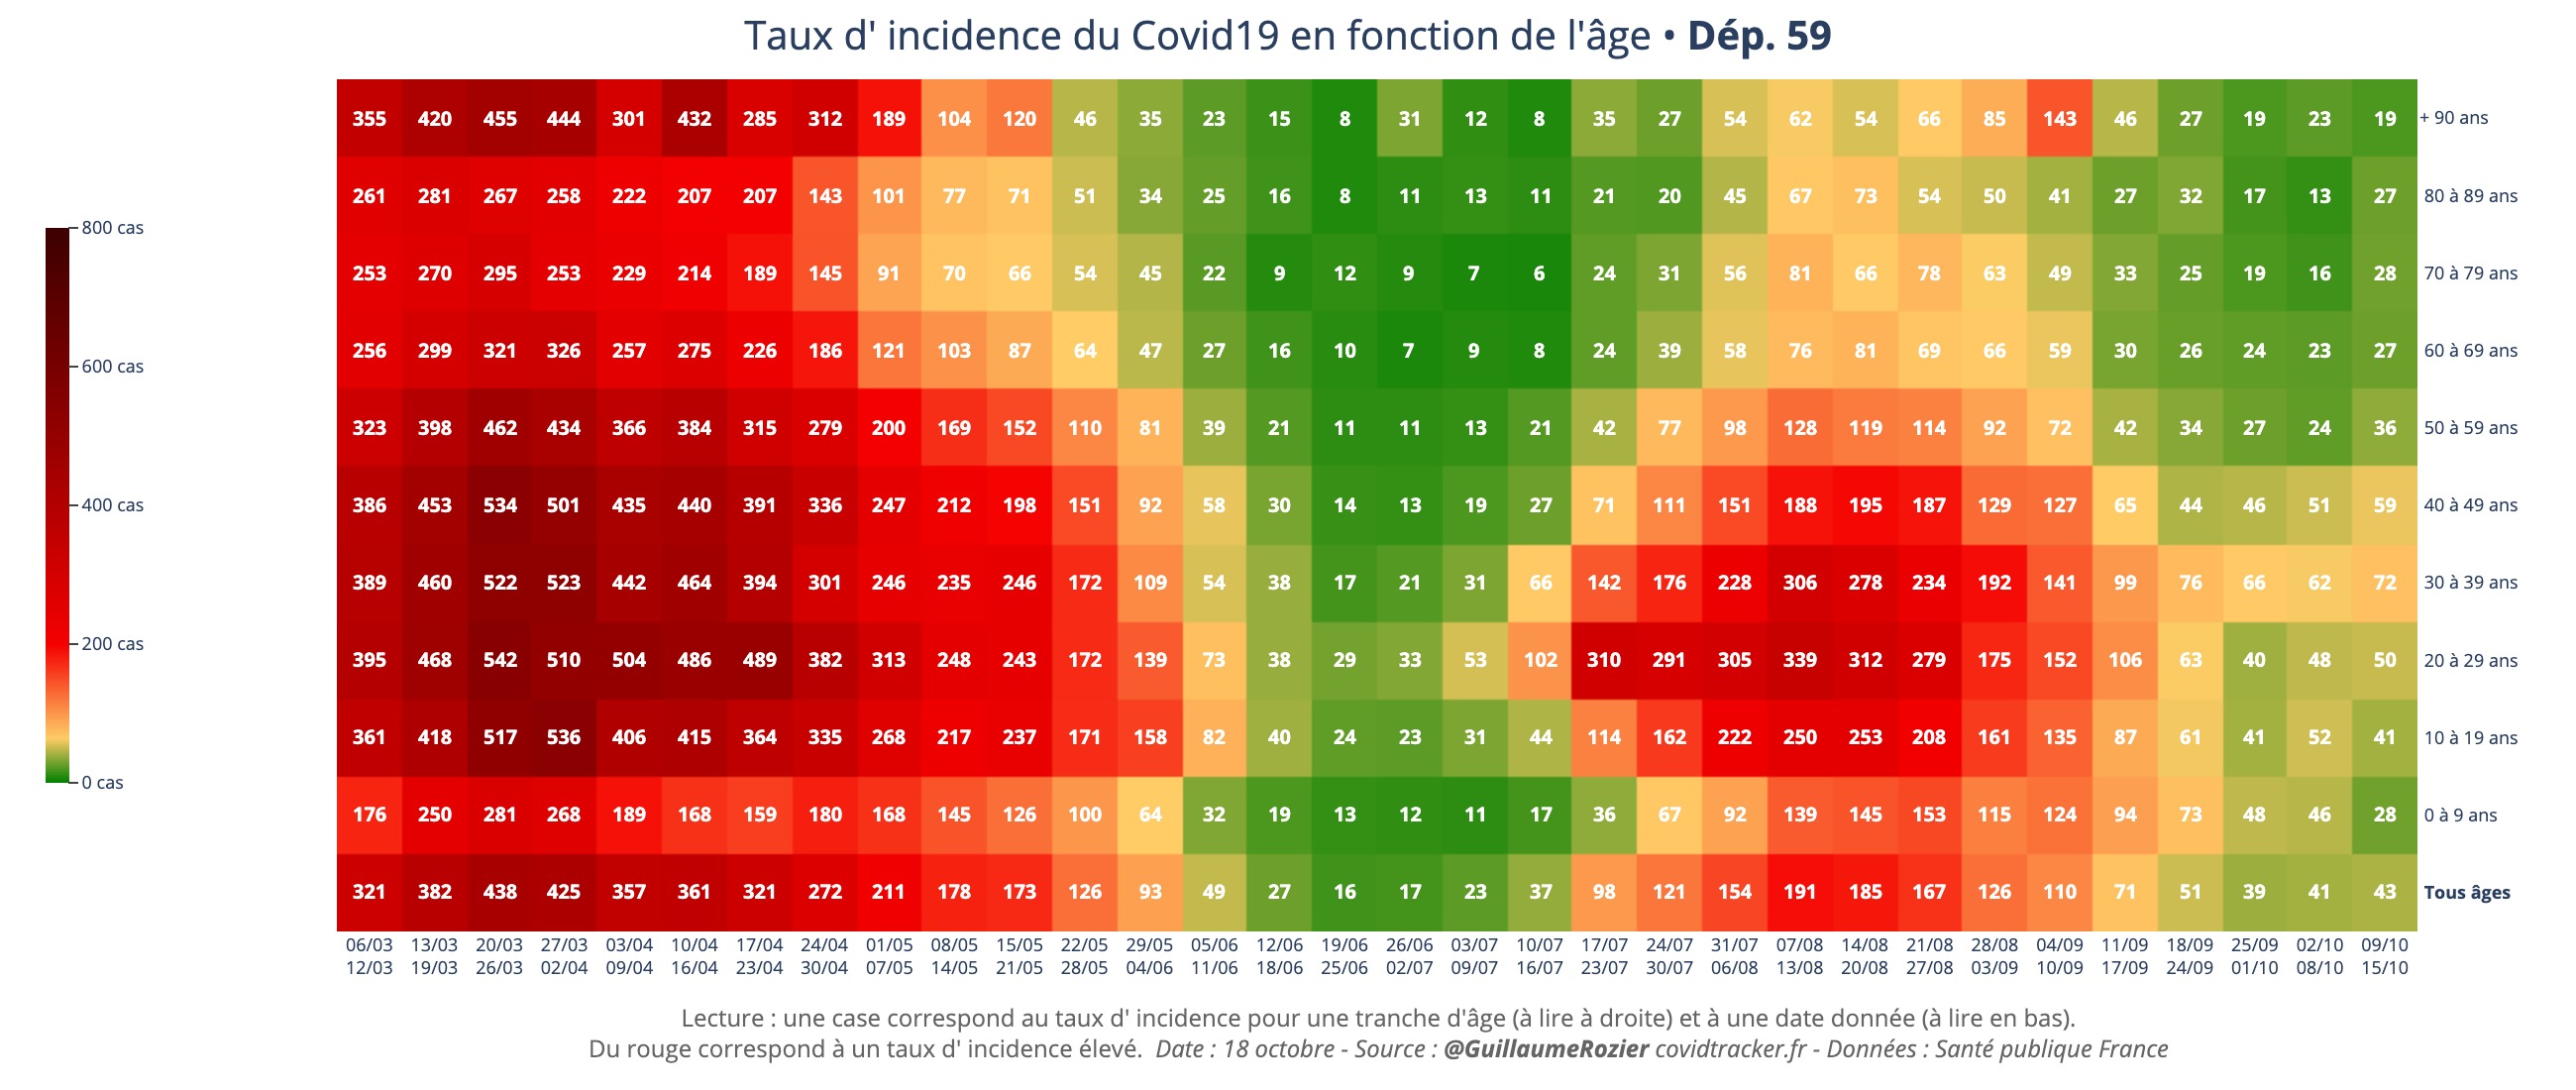 Taux d' incidence du Covid19 en fonction de l'âge • Dép. 59
800 cas
600 cas
400 cas
200 cas
0 cas
355 420 455 444 301 432 285 312 189 104 120 46 35 23 15 8 31 12 8 35 27 54 62 54 66 85 143 46 27 19 23 19 + 90 ans
261 281 267 258 222 207 207 143 101 77 71 51 34 25 16 8 11 13 11 21 20 45 67 73 54 50 41 27 32 17 13 27 80 à 89 ans
253 270 295 253 229 214 189 145 91 70 66 54 45 22 9 12 9 7 6 24 31 56 81 66 78 63 49 33 25 19 16 28 70 à 79 ans
256 299 321 326 257 275 226 186 121 103 87 64 47 27 16 10 7 9 8 24 39 58 76 81 69 66 59 30 26 24 23 27 60 à 69 ans
323 398 462 434 366 384 315 279 200 169 152 110 81 39 21 11 11 13 21 42 77 98 128 119 114 92 72 42 34 27 24 36 50 à 59 ans
386 453 534 501 435 440 391 336 247 212 198 151 92 58 30 14 13 19 27 71 111 151 188 195 187 129 127 65 44 46 51 59 40 à 49 ans
389 460 522 523 442 464 394 301 246 235 246 172 109 54 38 17 21 31 66 142 176 228 306 278 234 192 141 99 76 66 62 72 30 à 39 ans
395 468 542 510 504 486 489 382 313 248 243 172 139 73 38 29 33 53 102 310 291 305 339 312 279 175 152 106 63 40 48 50 20 à 29 ans
361 418 517 536 406 415 364 335 268 217 237 171 158 82 40 24 23 31 44 114 162 222 250 253 208 161 135 87 61 41 52 41 10 à 19 ans
176 250 281 268 189 168 159 180 168 145 126 100 64 32 19 13 12 11 17 36 67 92 139 145 153 115 124 94 73 48 46 28 0 à 9 ans
321 382 438 425 357 361 321 272 211 178 173 126 93 49 27 16 17 23 37 98 121 154 191 185 167 126 110 71 51 39 41 43 Tous âges
06/03 13/03 20/03 27/03 03/04 10/04 17/04 24/04 01/05 08/05 15/05 22/05 29/05 05/06 12/06 19/06 26/06 03/07 10/07 17/07 24/07 31/07 07/08 14/08 21/08 28/08 04/09 11/09 18/09 25/09 02/10 09/10
12/03 19/03 26/03 02/04 09/04 16/04 23/04 30/04 07/05 14/05 21/05 28/05 04/06 11/06 18/06 25/06 02/07 09/07 16/07 23/07 30/07 06/08 13/08 20/08 27/08 03/09 10/09 17/09 24/09 01/10 08/10 15/10
Lecture : une case correspond au taux d' incidence pour une tranche d'âge (à lire à droite) et à une date donnée (à lire en bas).
Du rouge correspond à un taux d' incidence élevé. Date : 18 octobre - Source : @GuillaumeRozier covidtracker.fr - Données : Santé publique France